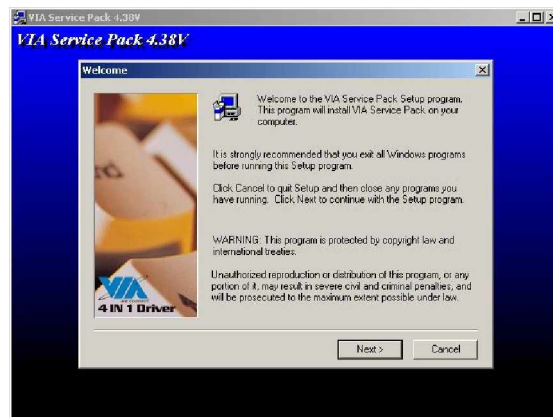 VIA Service Pack 4.38V
VIA Service Pack 4.38V
Welcome
Welcome to the VIA Service Pack Setup program.
This program will install VIA Service Pack on your
computer.
It is strongly recommended that you exit all Windows programs
before running this Setup program.
Click Cancel to quit Setup and then close any programs you
have running. Click Next to continue with the Setup program.
WARNING: This program is protected by copyright law and
international treaties.
Unauthorized reproduction or distribution of this program, or any
portion of it, may result in severe civil and criminal penalties, and
will be prosecuted to the maximum extent possible under law.
VIA
4 IN 1 Driver
Next >
Cancel